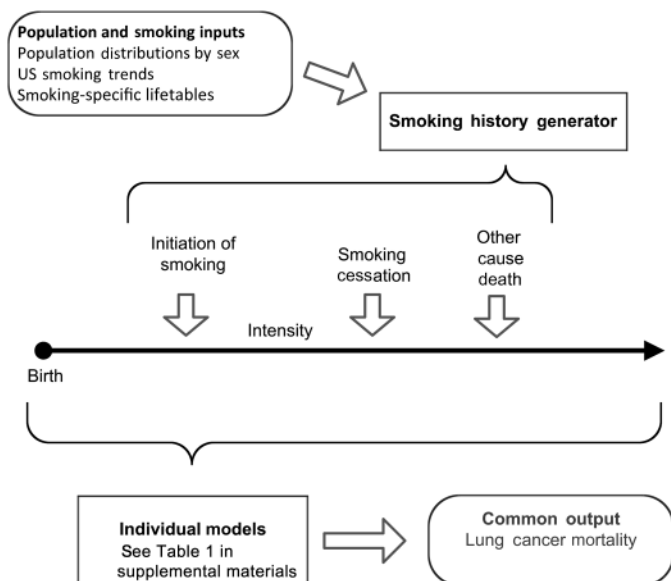 Population and smoking inputs
Population distributions by sex
US smoking trends
Smoking-specific lifetables
Smoking history generator
Initiation of
smoking
Smoking
cessation
Other
cause
death
Intensity
Birth
Individual models
See Table 1 in
supplemental materials
Common output
Lung cancer mortality